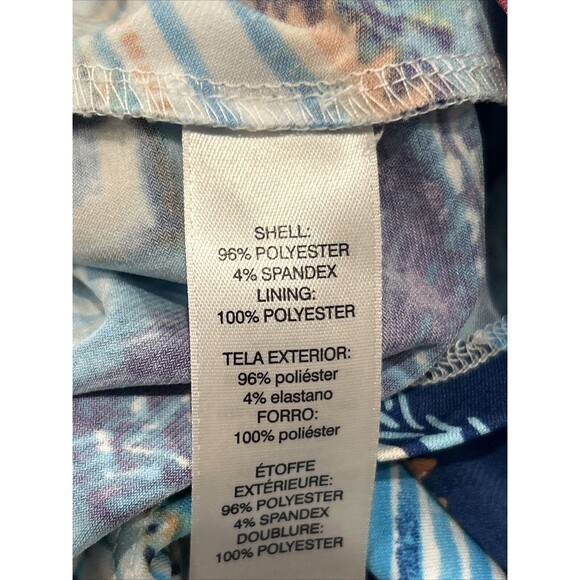 SHELL:
96% POLYESTER
4% SPANDEX
LINING:
100% POLYESTER
TELA EXTERIOR:
96% poliéster
4% elastano
FORRO:
100% poliéster
ÉTOFFE
EXTÉRIEURE:
96% POLYESTER
4% SPANDEX
DOUBLURE:
100% POLYESTER